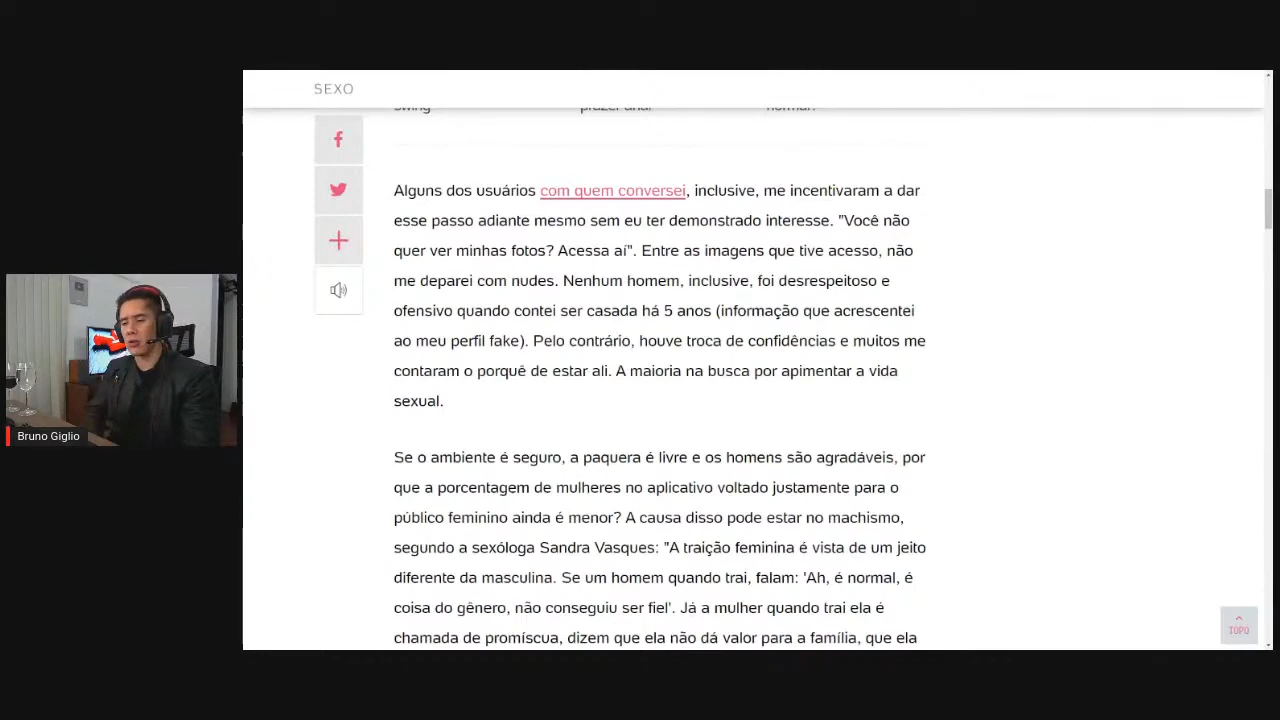 SEXO
swing prazer anal normal?
Alguns dos usuários com quem conversei, inclusive, me incentivaram a dar
esse passo adiante mesmo sem eu ter demonstrado interesse. "Você não
quer ver minhas fotos? Acessa aí". Entre as imagens que tive acesso, não
me deparei com nudes. Nenhum homem, inclusive, foi desrespeitoso e
ofensivo quando contei ser casada há 5 anos (informação que acrescentei
ao meu perfil fake). Pelo contrário, houve troca de confidências e muitos me
contaram o porquê de estar ali. A maioria na busca por apimentar a vida
sexual.
Se o ambiente é seguro, a paquera é livre e os homens são agradáveis, por
que a porcentagem de mulheres no aplicativo voltado justamente para o
público feminino ainda é menor? A causa disso pode estar no machismo,
segundo a sexóloga Sandra Vasques: "A traição feminina é vista de um jeito
diferente da masculina. Se um homem quando trai, falam: 'Ah, é normal, é
coisa do gênero, não conseguiu ser fiel'. Já a mulher quando trai ela é
chamada de promíscua, dizem que ela não dá valor para a família, que ela
TOPO
Bruno Giglio